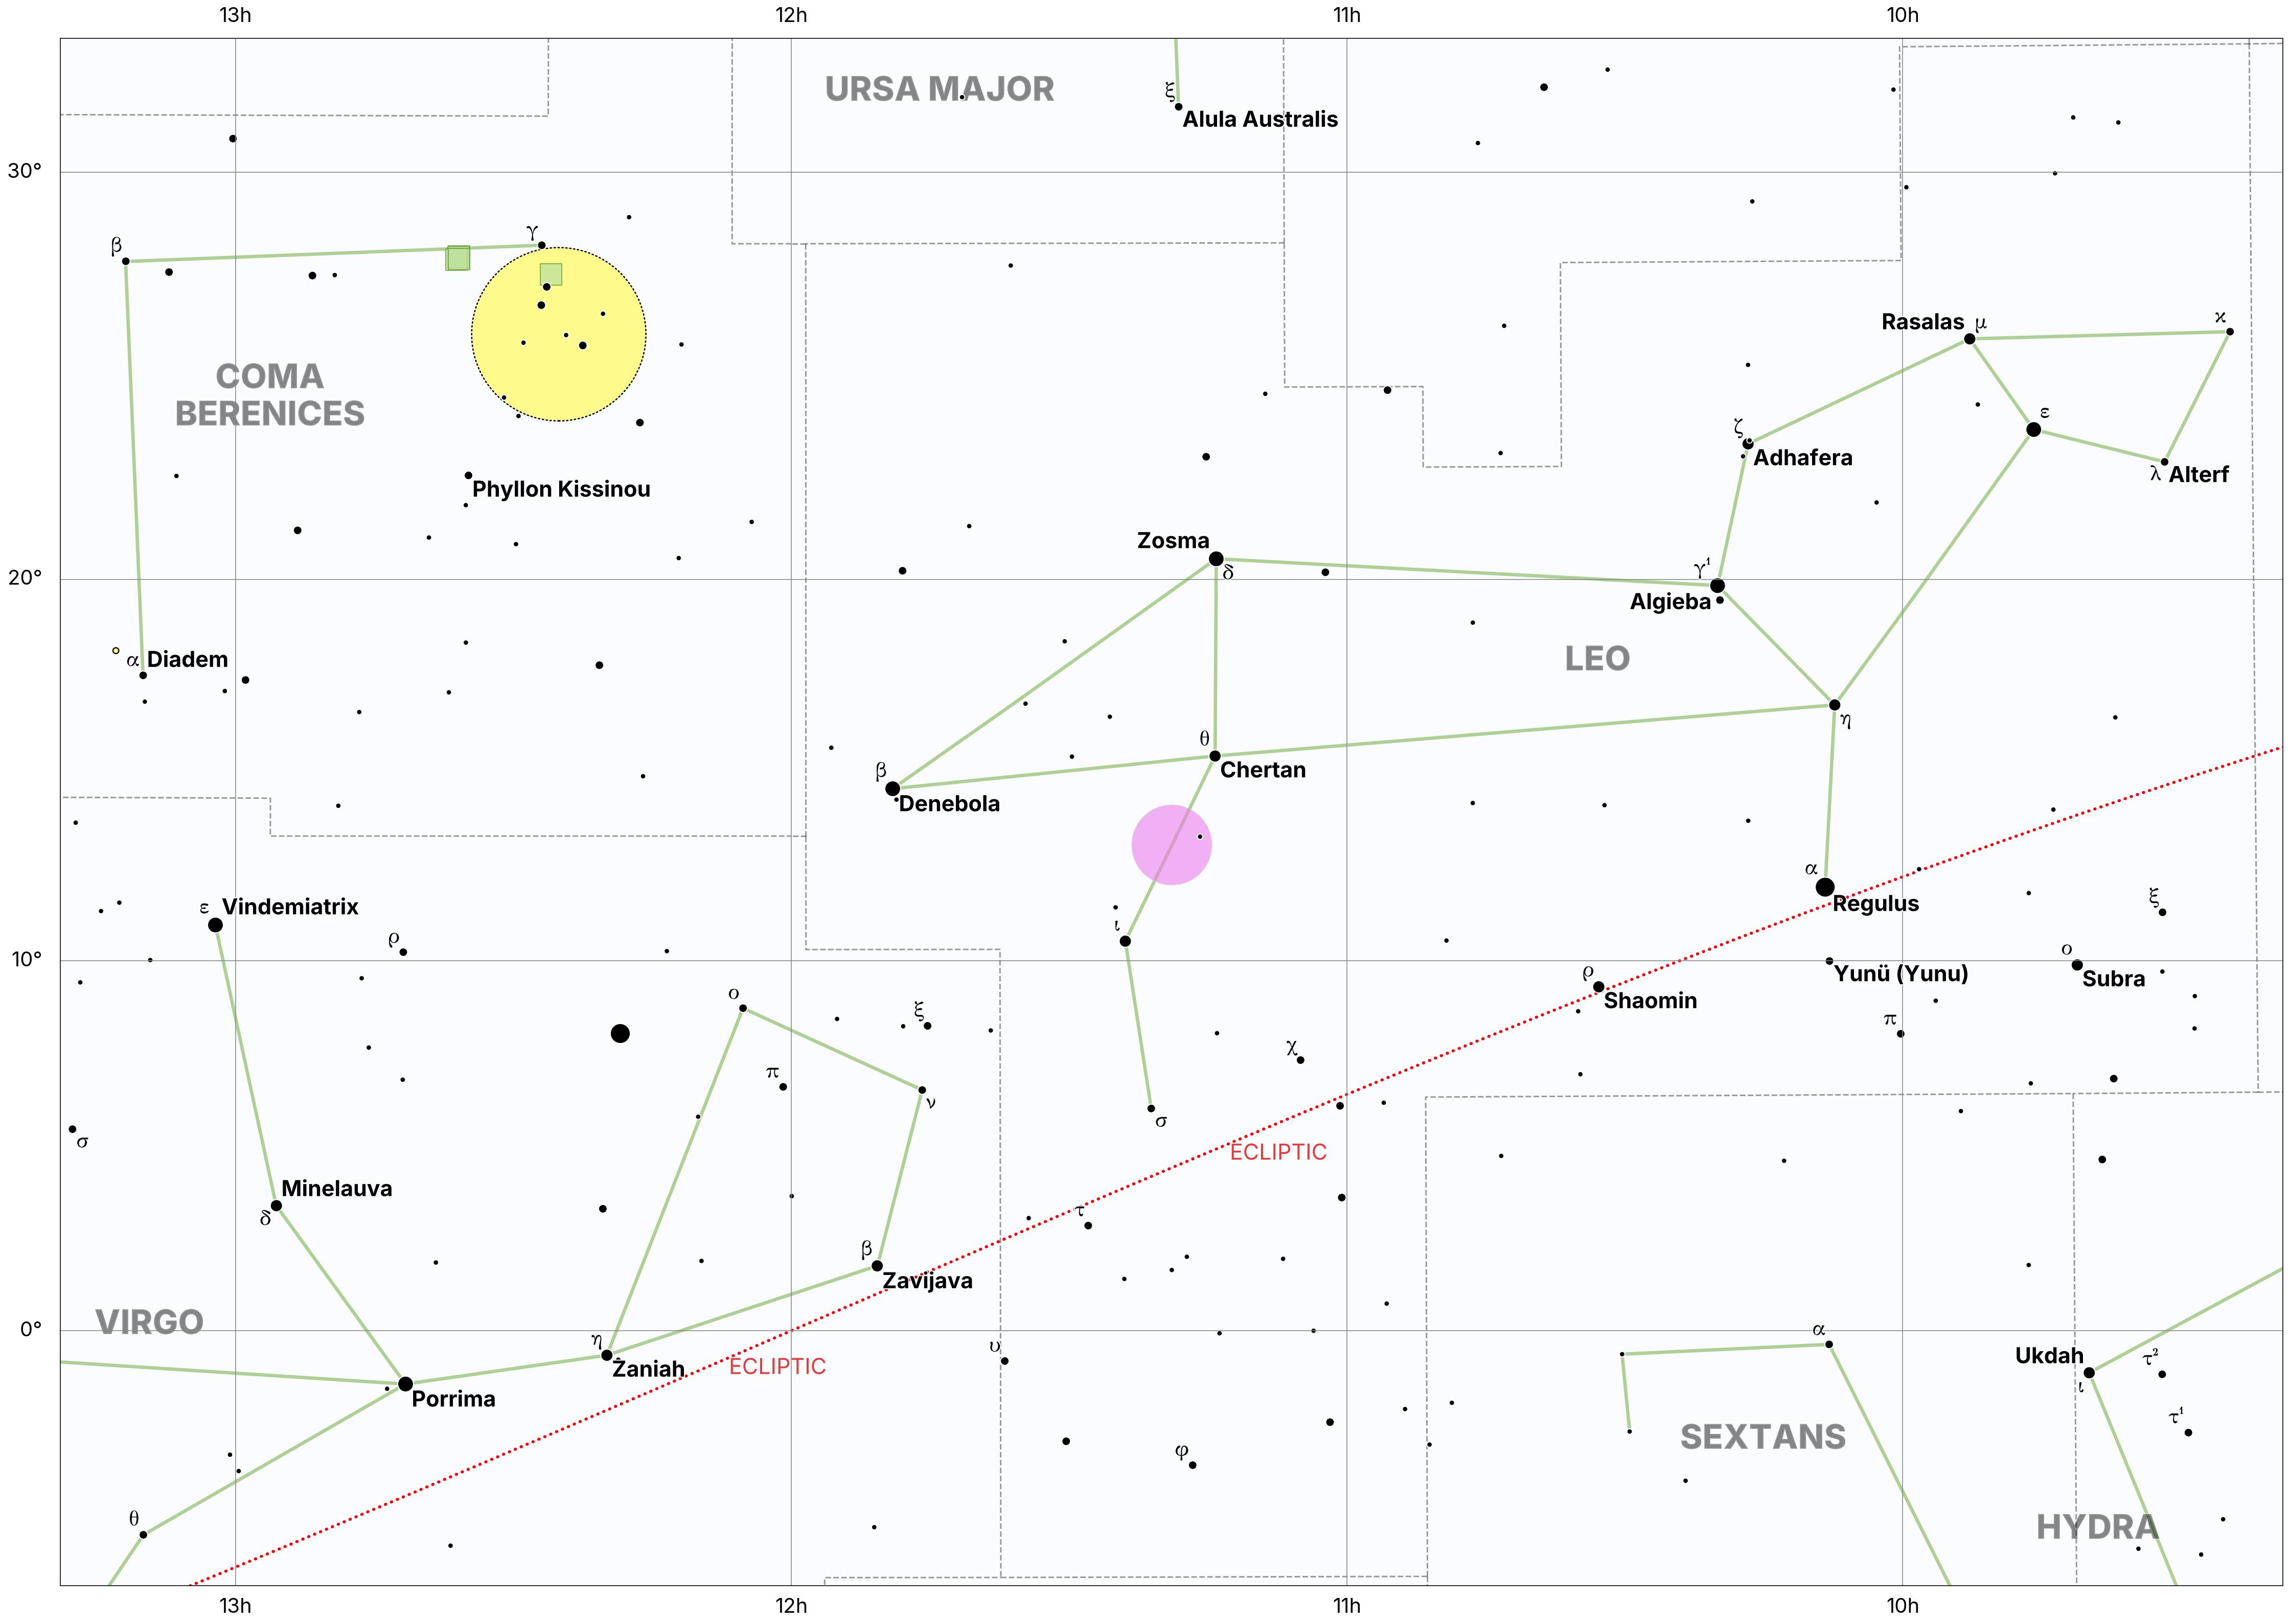 13h 12h 11h 10h
URSA MAJOR
ξ
Alula Australis
30°
γ
β
Rasalas μ
ϰ
COMA
BERENICES
ε
ζ
Adhafera
λ Alterf
Phyllon Kissinou
Zosma
δ
20°
γ¹
Algieba
α Diadem
LEO
η
θ
Chertan
β
Denebola
α
Regulus
ε Vindemiatrix
ξ
ι
ρ
ο
Subra
10°
Yunü (Yunu)
ρ
Shaomin
ο
ξ
π
χ
π
ν
σ
σ
ECLIPTIC
Minelauva
δ
τ
β
Zavijava
VIRGO
0°
α
η
Zaniah
ECLIPTIC
υ
Ukdah
ι
τ²
Porrima
τ¹
SEXTANS
φ
θ
HYDRA
13h 12h 11h 10h